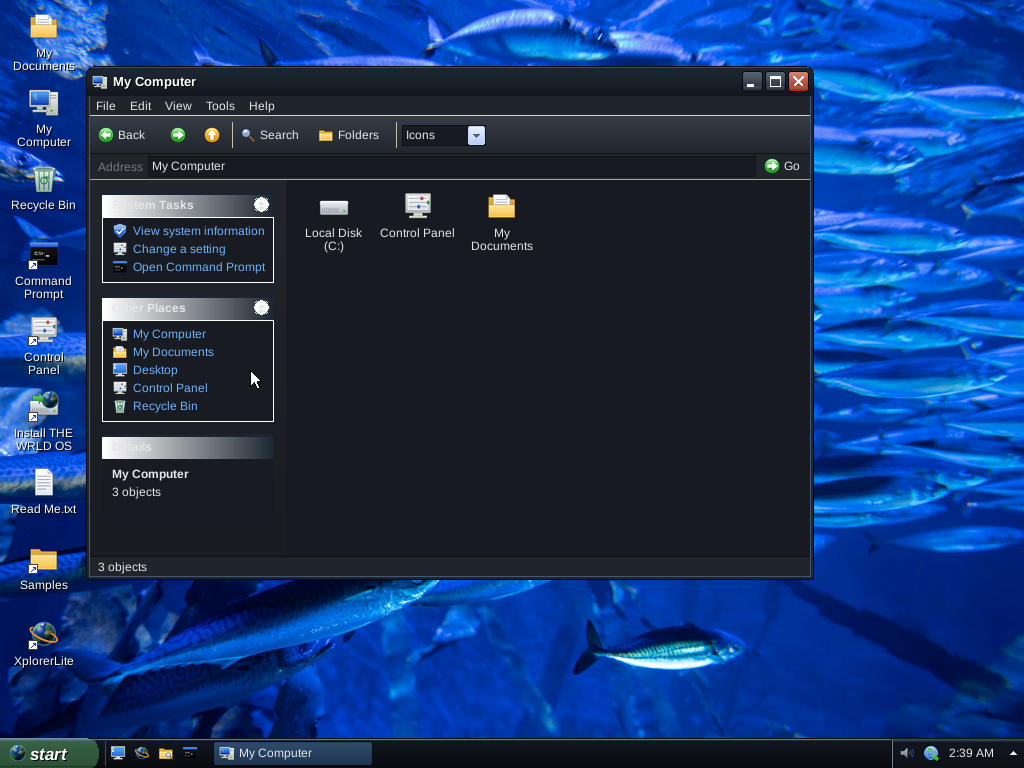 My
Documents
My
Computer
Recycle Bin
Command
Prompt
Control
Panel
Install THE
WRLD OS
Read Me.txt
Samples
XplorerLite
My Computer
File Edit View Tools Help
Back Search Folders Icons
Address My Computer Go
System Tasks
View system information
Change a setting
Open Command Prompt
Other Places
My Computer
My Documents
Desktop
Control Panel
Recycle Bin
Details
My Computer
3 objects
Local Disk
(C:)
Control Panel
My
Documents
3 objects
start My Computer 2:39 AM